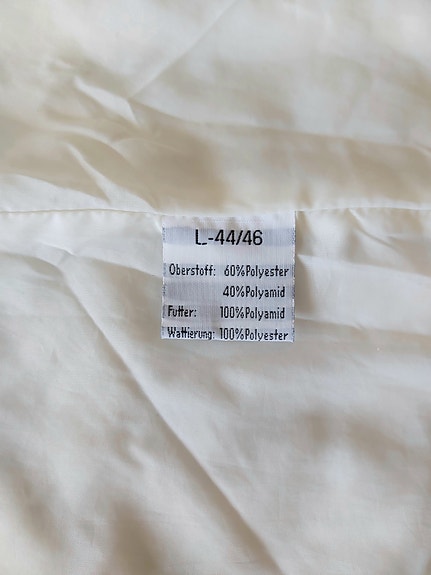 L-44/46
Oberstoff: 60%Polyester
40%Polyamid
Futter: 100%Polyamid
Wattierung: 100%Polyester